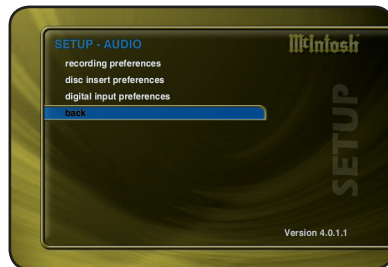 SETUP - AUDIO
McIntosh
recording preferences
disc insert preferences
digital input preferences
back
SETUP
Version 4.0.1.1